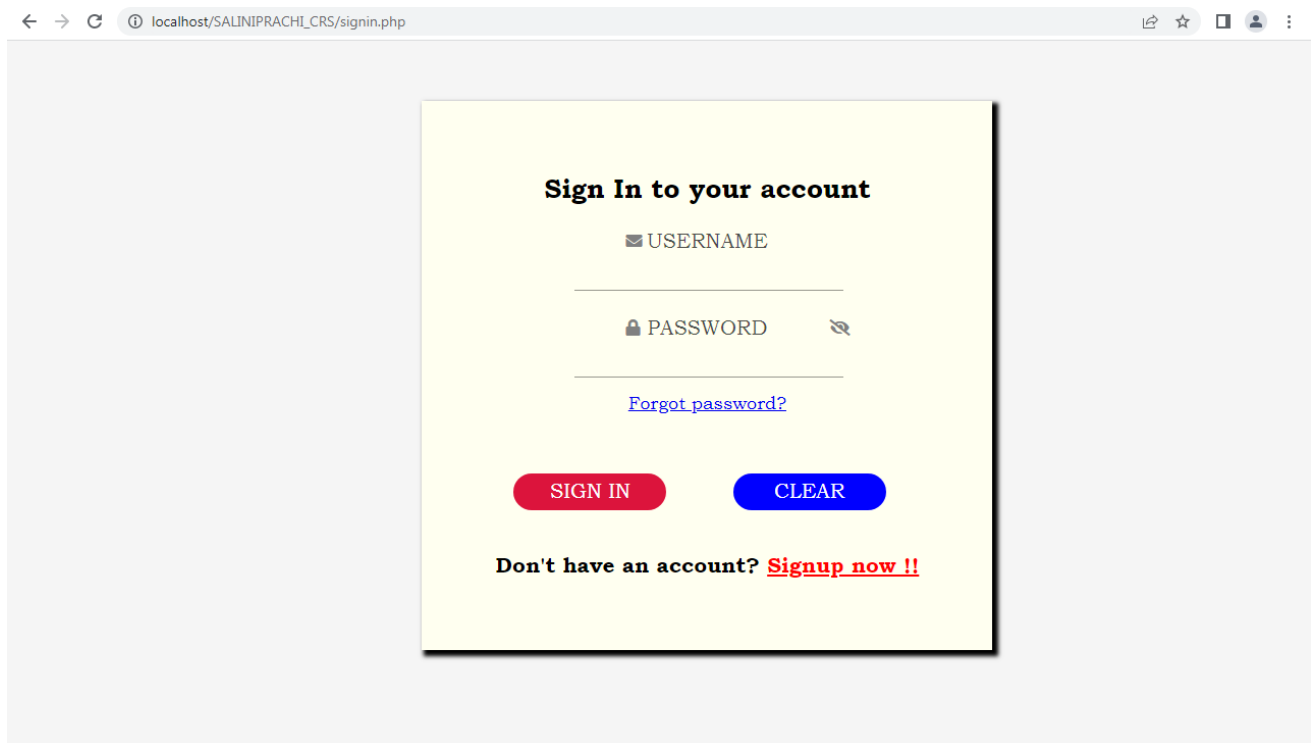 localhost/SALINIPRACHI_CRS/signin.php
Sign In to your account
USERNAME
PASSWORD
Forgot password?
SIGN IN CLEAR
Don't have an account? Signup now !!